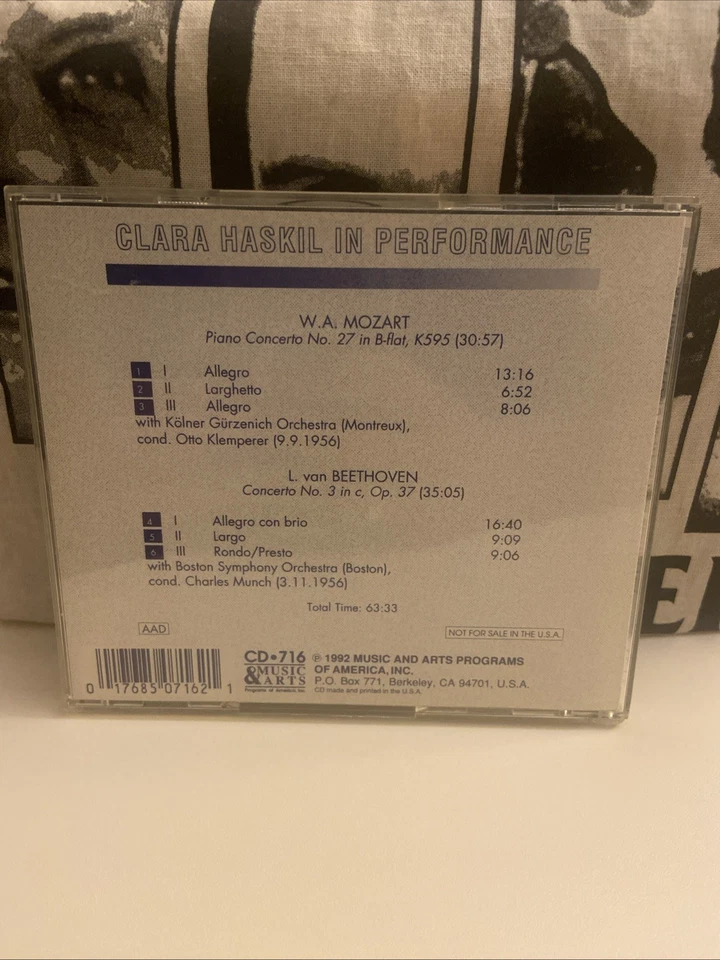 CLARA HASKIL IN PERFORMANCE
W.A. MOZART
Piano Concerto No. 27 in B-flat, K595 (30:57)
1 I Allegro 13:16
2 II Larghetto 6:52
3 III Allegro 8:06
with Kölner Gürzenich Orchestra (Montreux),
cond. Otto Klemperer (9.9.1956)
L. van BEETHOVEN
Concerto No. 3 in c, Op. 37 (35:05)
4 I Allegro con brio 16:40
5 II Largo 9:09
6 III Rondo/Presto 9:06
with Boston Symphony Orchestra (Boston),
cond. Charles Munch (3.11.1956)
Total Time: 63:33
AAD
NOT FOR SALE IN THE U.S.A.
0 17685 07162 1
CD•716
MUSIC
& ARTS
Programs of America, Inc.
℗ 1992 MUSIC AND ARTS PROGRAMS
OF AMERICA, INC.
P.O. Box 771, Berkeley, CA 94701, U.S.A.
CD made and printed in the U.S.A.